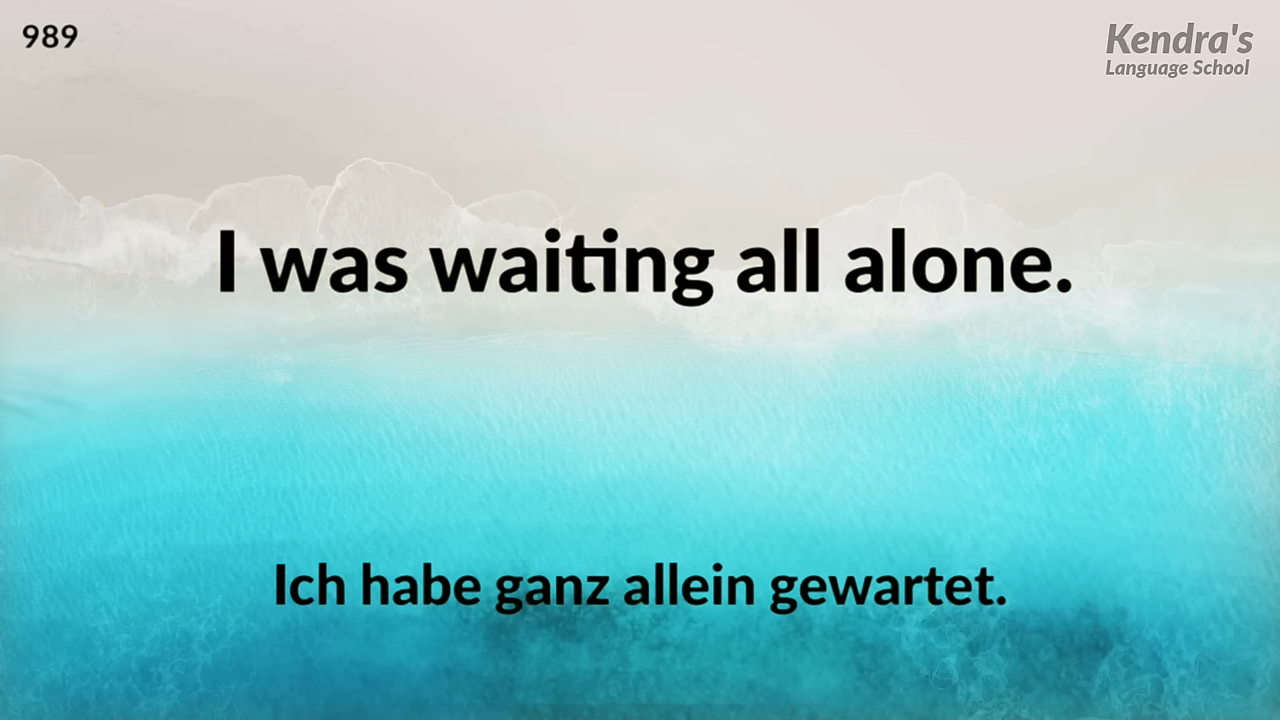 989
Kendra's
Language School
I was waiting all alone.
Ich habe ganz allein gewartet.